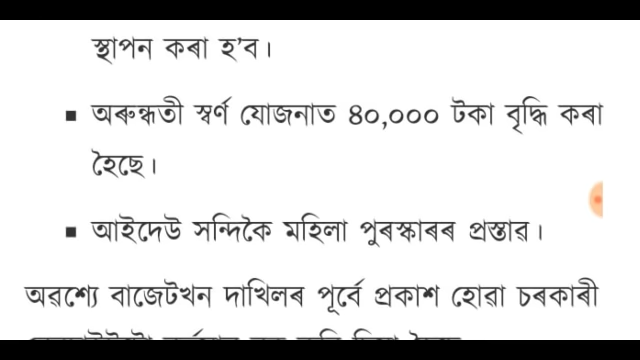 স্থাপন কৰা হ'ব।
▪ অৰুন্ধতী স্বৰ্ণ যোজনাত ৪০,০০০ টকা বৃদ্ধি কৰা
হৈছে।
▪ আইদেউ সন্দিকৈ মহিলা পুৰস্কাৰৰ প্ৰস্তাৱ।
অৱশ্যে বাজেটখন দাখিলৰ পূৰ্বে প্ৰকাশ হোৱা চৰকাৰী